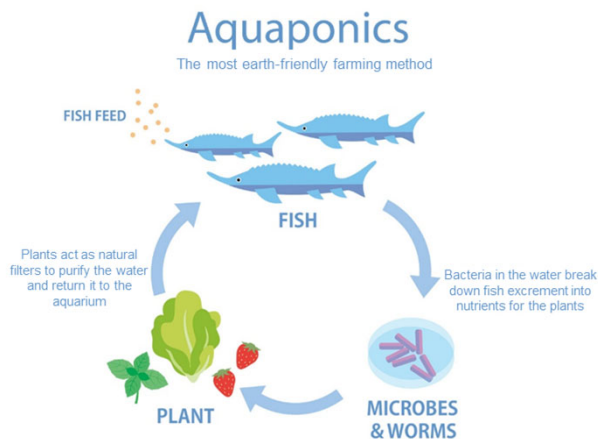 Aquaponics
The most earth-friendly farming method
FISH FEED
FISH
Plants act as natural
filters to purify the water
and return it to the
aquarium
Bacteria in the water break
down fish excrement into
nutrients for the plants
PLANT
MICROBES
& WORMS